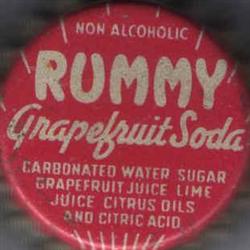 NON ALCOHOLIC
RUMMY
Grapefruit Soda
CARBONATED WATER SUGAR
GRAPEFRUIT JUICE LIME
JUICE CITRUS OILS
AND CITRIC ACID